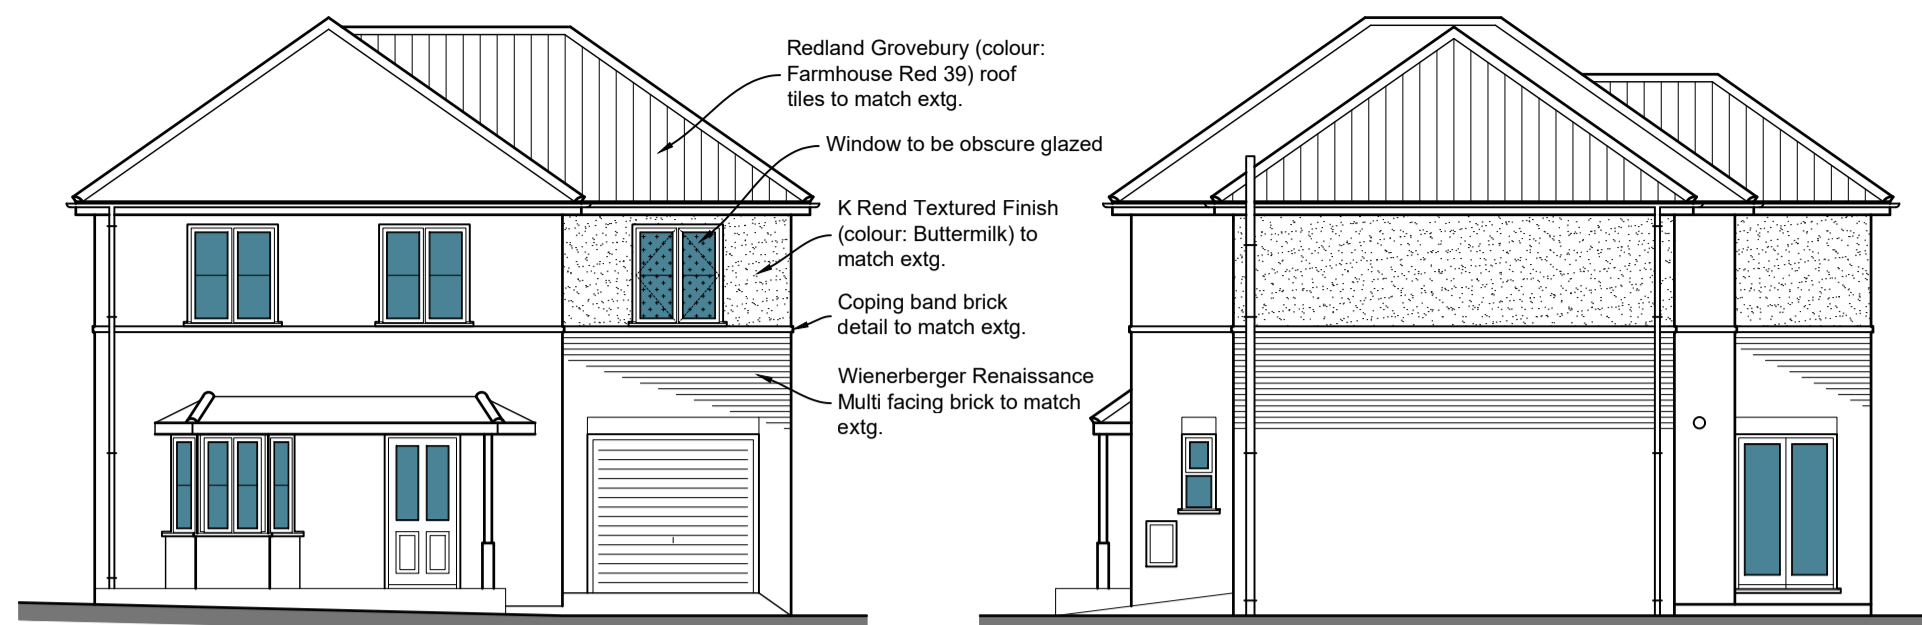 Redland Grovebury (colour:
Farmhouse Red 39) roof
tiles to match extg.
Window to be obscure glazed
K Rend Textured Finish
(colour: Buttermilk) to
match extg.
Coping band brick
detail to match extg.
Wienerberger Renaissance
Multi facing brick to match
extg.